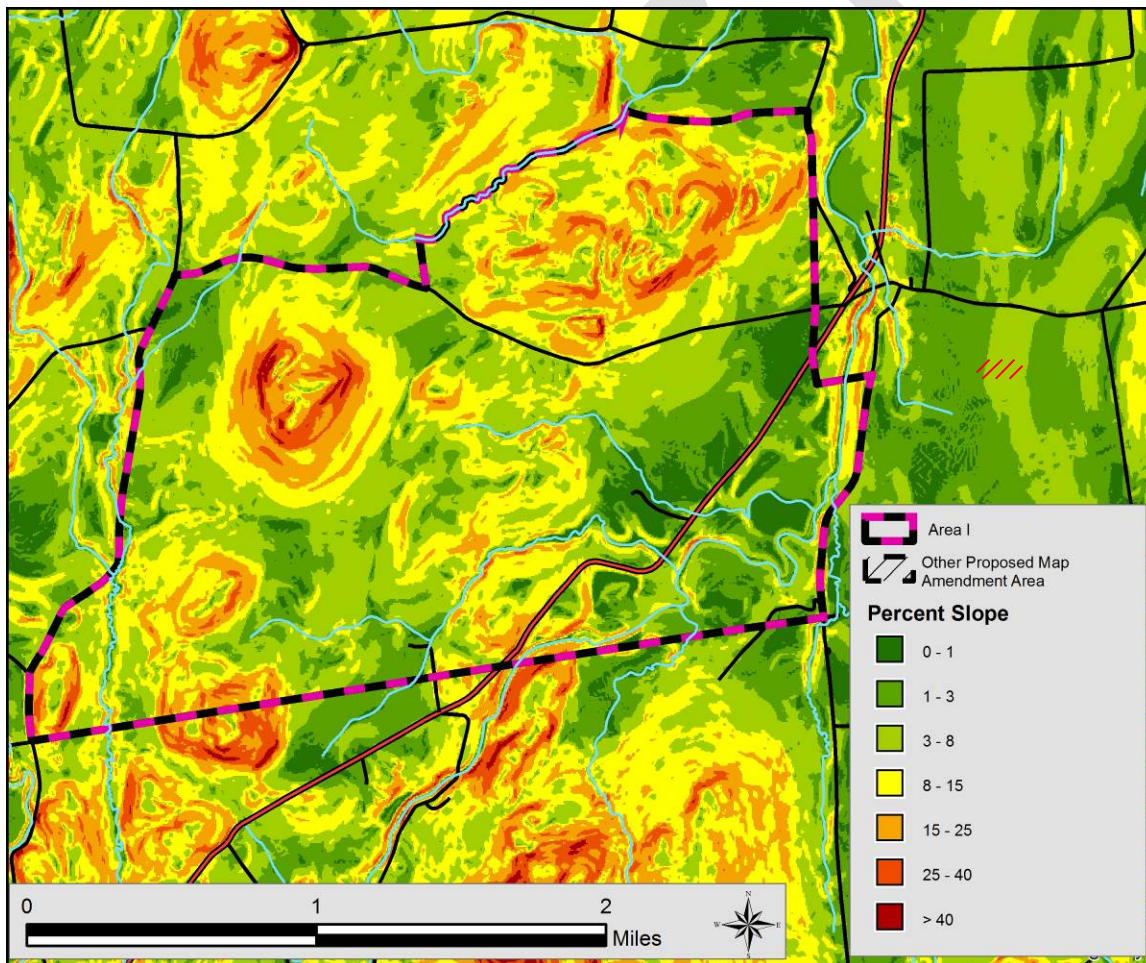 Area I
Other Proposed Map
Amendment Area
Percent Slope
0 - 1
1 - 3
3 - 8
8 - 15
15 - 25
25 - 40
> 40
0 1 2
Miles
N
W E
S